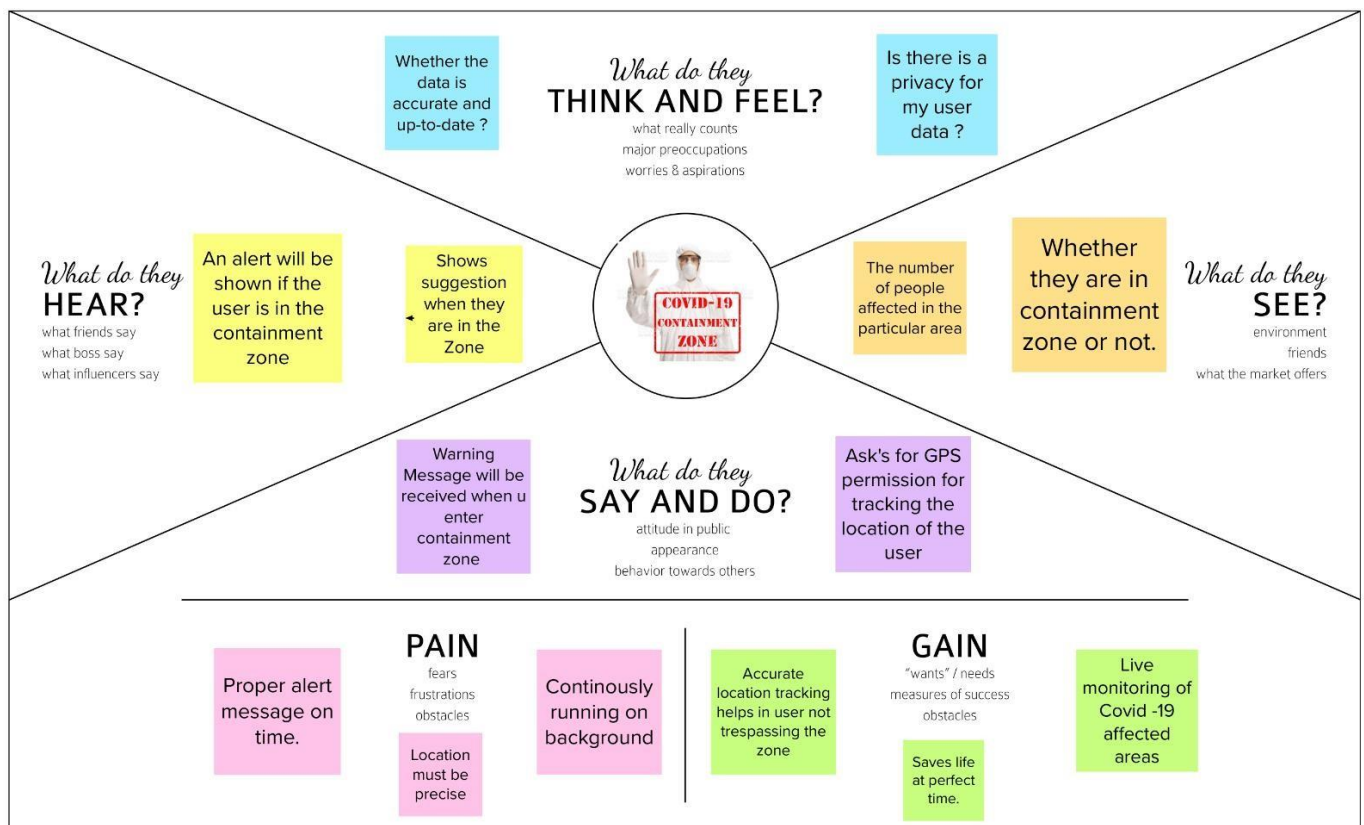 Whether the
data is
accurate and
up-to-date ?
What do they
THINK AND FEEL?
what really counts
major preoccupations
worries & aspirations
Is there is a
privacy for
my user
data ?
What do they
HEAR?
what friends say
what boss say
what influencers say
An alert will be
shown if the
user is in the
containment
zone
Shows
suggestion
when they
are in the
Zone
COVID-19
CONTAINMENT
ZONE
The number
of people
affected in the
particular area
Whether
they are in
containment
zone or not.
What do they
SEE?
environment
friends
what the market offers
Warning
Message will be
received when u
enter
containment
zone
What do they
SAY AND DO?
attitude in public
appearance
behavior towards others
Ask's for GPS
permission for
tracking the
location of the
user
Proper alert
message on
time.
PAIN
fears
frustrations
obstacles
Location
must be
precise
Continously
running on
background
Accurate
location tracking
helps in user not
trespassing the
zone
GAIN
"wants" / needs
measures of success
obstacles
Saves life
at perfect
time.
Live
monitoring of
Covid -19
affected
areas